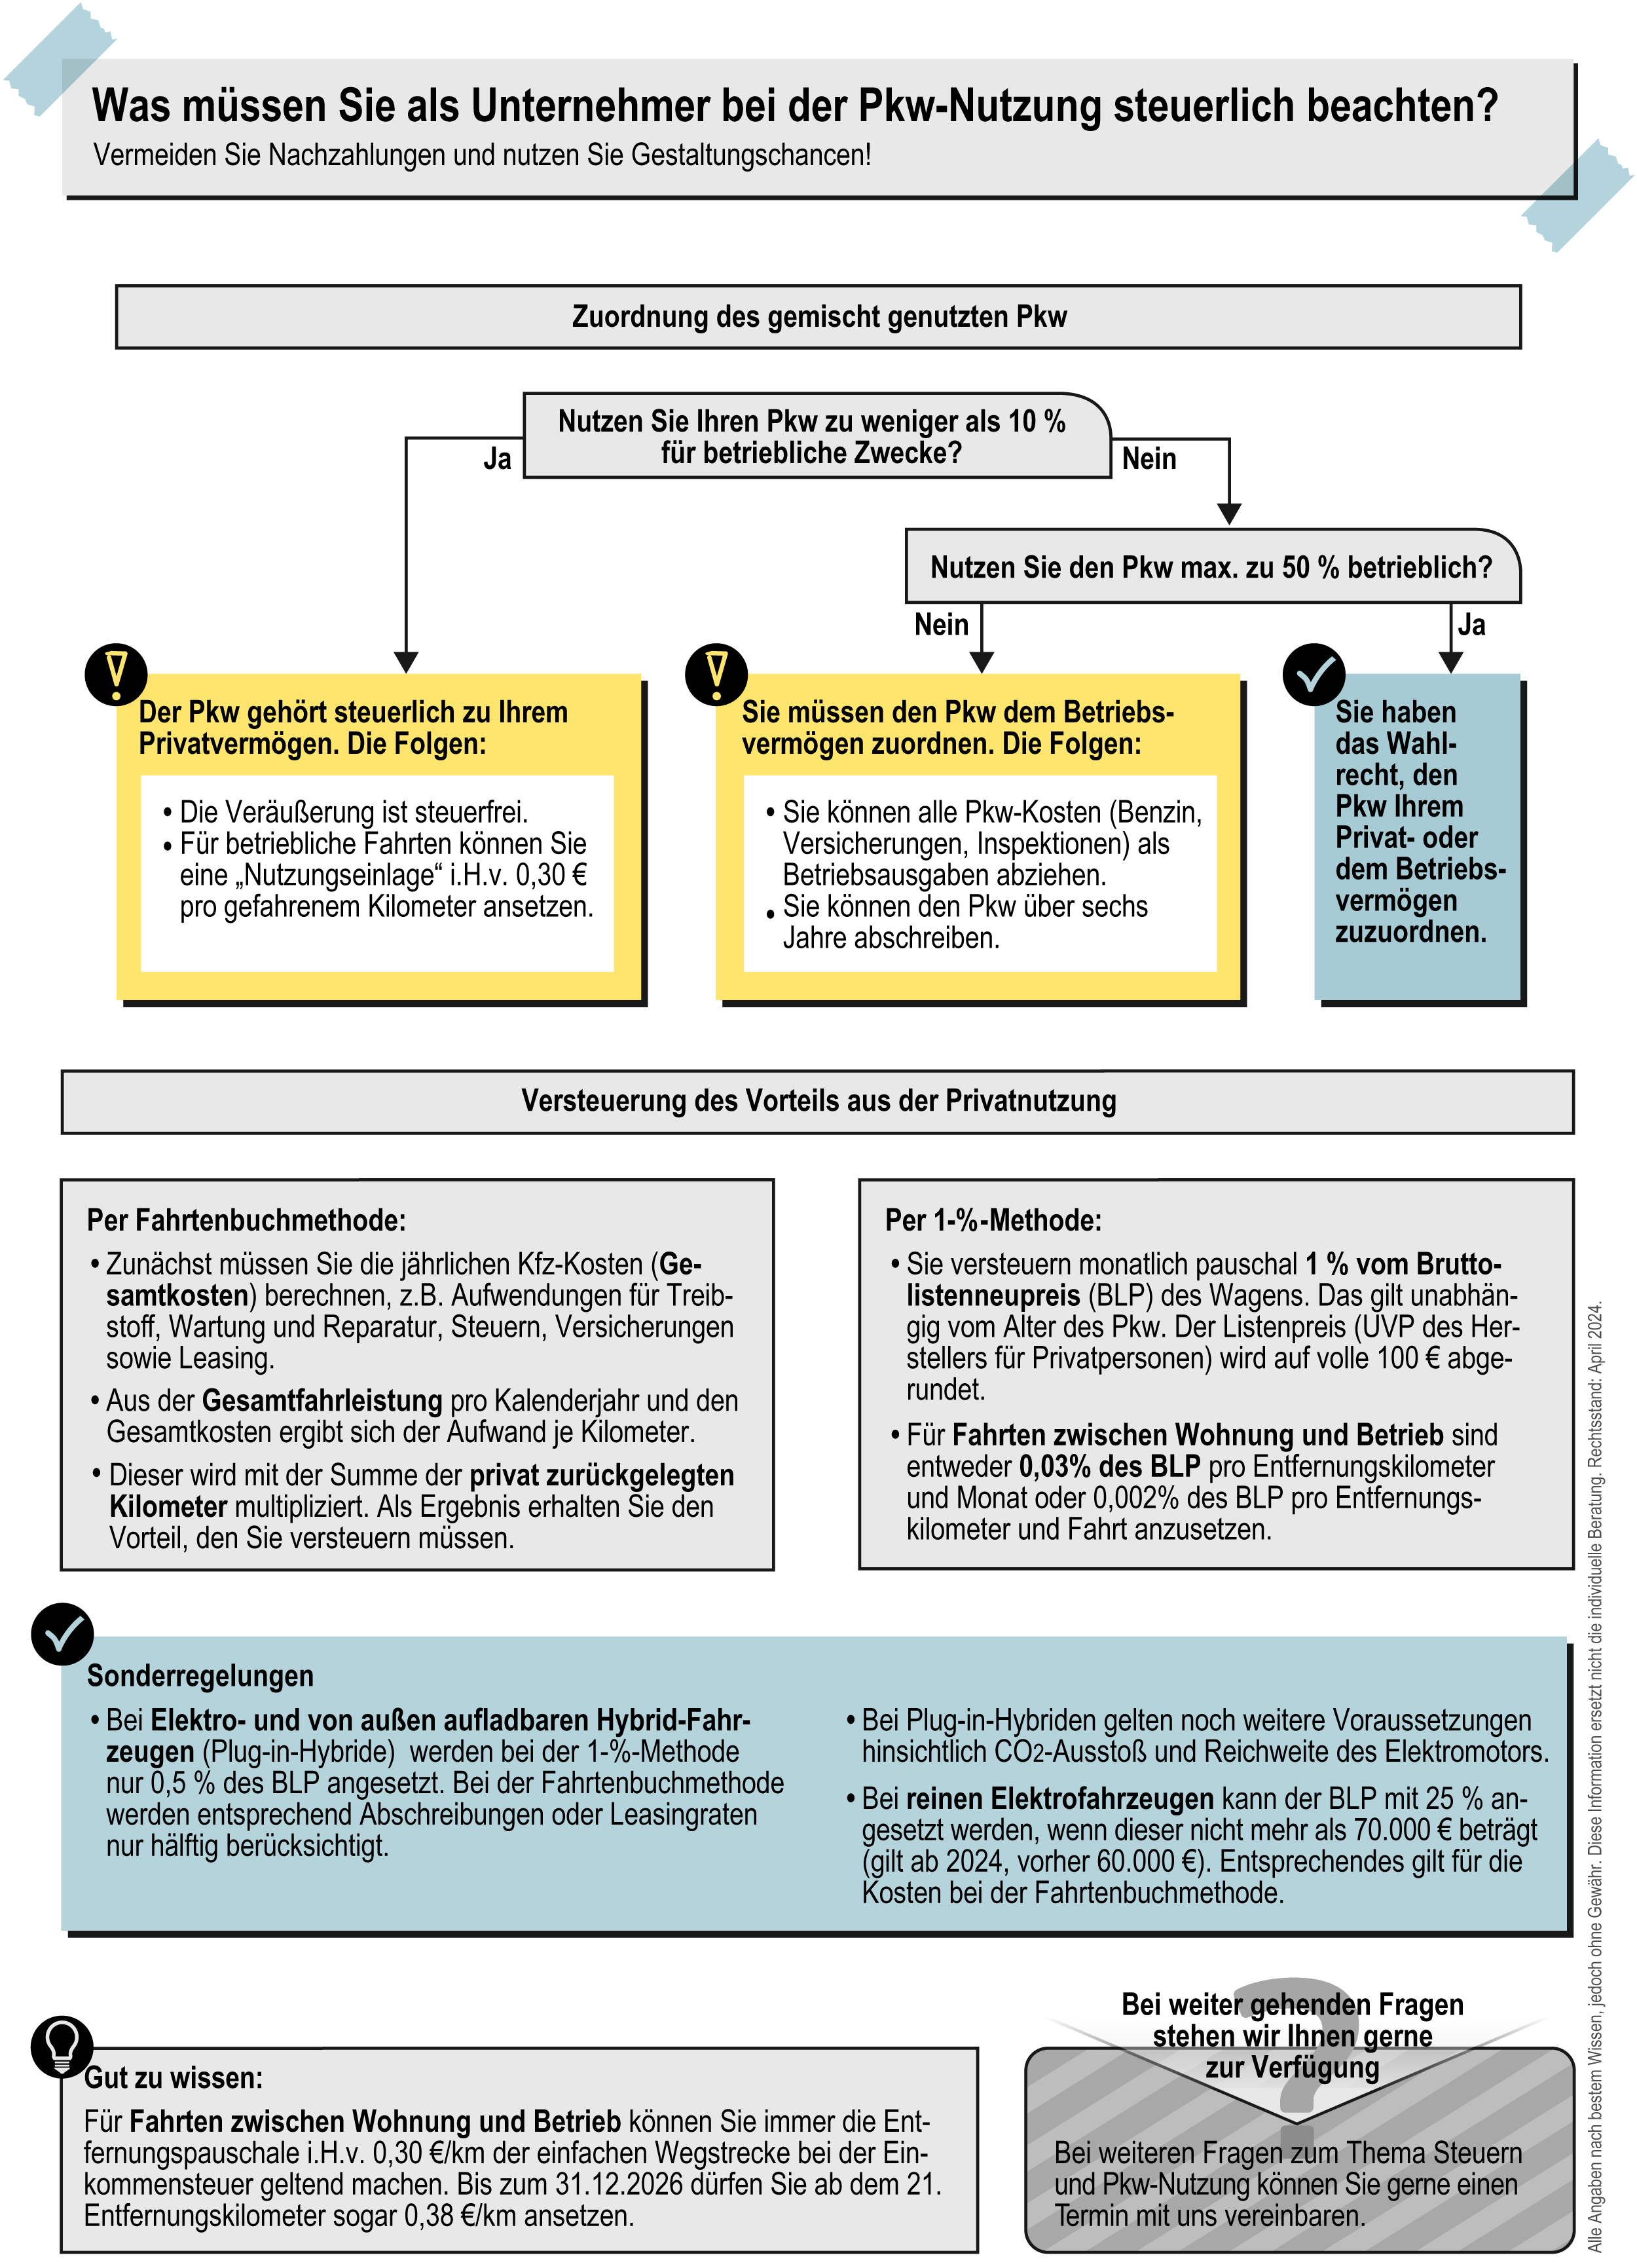 Was müssen Sie als Unternehmer bei der Pkw-Nutzung steuerlich beachten?
Vermeiden Sie Nachzahlungen und nutzen Sie Gestaltungschancen!
Zuordnung des gemischt genutzten Pkw
Nutzen Sie Ihren Pkw zu weniger als 10 %
für betriebliche Zwecke?
Ja
Nein
Nutzen Sie den Pkw max. zu 50 % betrieblich?
Nein
Ja
Der Pkw gehört steuerlich zu Ihrem
Privatvermögen. Die Folgen:
• Die Veräußerung ist steuerfrei.
• Für betriebliche Fahrten können Sie
eine „Nutzungseinlage“ i.H.v. 0,30 €
pro gefahrenem Kilometer ansetzen.
Sie müssen den Pkw dem Betriebs-
vermögen zuordnen. Die Folgen:
• Sie können alle Pkw-Kosten (Benzin,
Versicherungen, Inspektionen) als
Betriebsausgaben abziehen.
• Sie können den Pkw über sechs
Jahre abschreiben.
Sie haben
das Wahl-
recht, den
Pkw Ihrem
Privat- oder
dem Betriebs-
vermögen
zuzuordnen.
Versteuerung des Vorteils aus der Privatnutzung
Per Fahrtenbuchmethode:
• Zunächst müssen Sie die jährlichen Kfz-Kosten (Ge-
samtkosten) berechnen, z.B. Aufwendungen für Treib-
stoff, Wartung und Reparatur, Steuern, Versicherungen
sowie Leasing.
• Aus der Gesamtfahrleistung pro Kalenderjahr und den
Gesamtkosten ergibt sich der Aufwand je Kilometer.
• Dieser wird mit der Summe der privat zurückgelegten
Kilometer multipliziert. Als Ergebnis erhalten Sie den
Vorteil, den Sie versteuern müssen.
Per 1-%-Methode:
• Sie versteuern monatlich pauschal 1 % vom Brutto-
listenneupreis (BLP) des Wagens. Das gilt unabhän-
gig vom Alter des Pkw. Der Listenpreis (UVP des Her-
stellers für Privatpersonen) wird auf volle 100 € abge-
rundet.
• Für Fahrten zwischen Wohnung und Betrieb sind
entweder 0,03% des BLP pro Entfernungskilometer
und Monat oder 0,002% des BLP pro Entfernungs-
kilometer und Fahrt anzusetzen.
Sonderregelungen
• Bei Elektro- und von außen aufladbaren Hybrid-Fahr-
zeugen (Plug-in-Hybride) werden bei der 1-%-Methode
nur 0,5 % des BLP angesetzt. Bei der Fahrtenbuchmethode
werden entsprechend Abschreibungen oder Leasingraten
nur hälftig berücksichtigt.
• Bei Plug-in-Hybriden gelten noch weitere Voraussetzungen
hinsichtlich CO2-Ausstoß und Reichweite des Elektromotors.
• Bei reinen Elektrofahrzeugen kann der BLP mit 25 % an-
gesetzt werden, wenn dieser nicht mehr als 70.000 € beträgt
(gilt ab 2024, vorher 60.000 €). Entsprechendes gilt für die
Kosten bei der Fahrtenbuchmethode.
Gut zu wissen:
Für Fahrten zwischen Wohnung und Betrieb können Sie immer die Ent-
fernungspauschale i.H.v. 0,30 €/km der einfachen Wegstrecke bei der Ein-
kommensteuer geltend machen. Bis zum 31.12.2026 dürfen Sie ab dem 21.
Entfernungskilometer sogar 0,38 €/km ansetzen.
?
Bei weiter gehenden Fragen
stehen wir Ihnen gerne
zur Verfügung
Bei weiteren Fragen zum Thema Steuern
und Pkw-Nutzung können Sie gerne einen
Termin mit uns vereinbaren.
Alle Angaben nach bestem Wissen, jedoch ohne Gewähr. Diese Information ersetzt nicht die individuelle Beratung. Rechtsstand: April 2024.